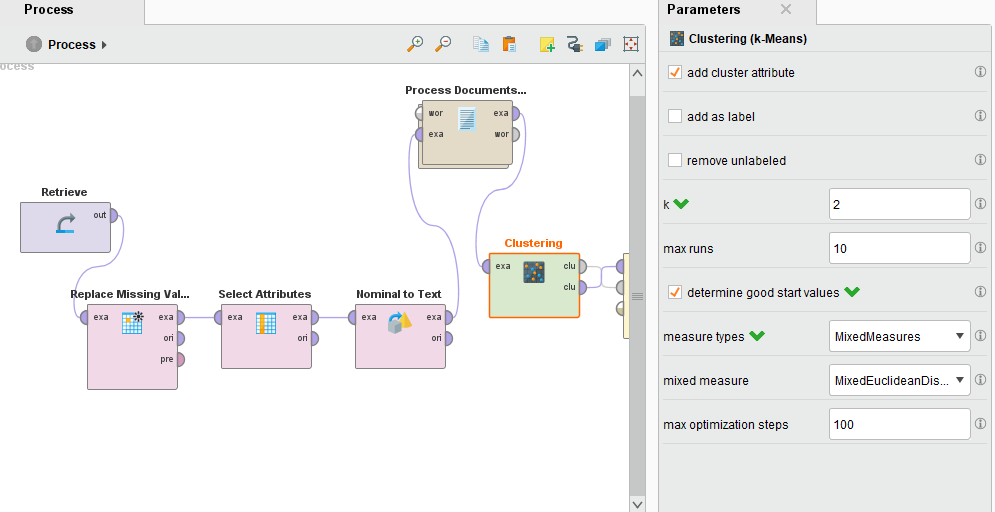 Process
Parameters
Process
ocess
Clustering (k-Means)
add cluster attribute
add as label
remove unlabeled
k
2
max runs
10
determine good start values
measure types
MixedMeasures
mixed measure
MixedEuclideanDis...
max optimization steps
100
Process Documents...
wor
exa
exa
wor
Retrieve
out
Clustering
exa
clu
clu
Replace Missing Val...
exa
exa
ori
pre
Select Attributes
exa
exa
ori
Nominal to Text
exa
exa
ori